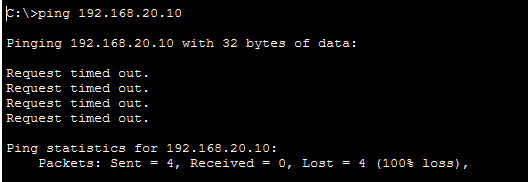 C:\>ping 192.168.20.10
Pinging 192.168.20.10 with 32 bytes of data:
Request timed out.
Request timed out.
Request timed out.
Request timed out.
Ping statistics for 192.168.20.10:
    Packets: Sent = 4, Received = 0, Lost = 4 (100% loss),